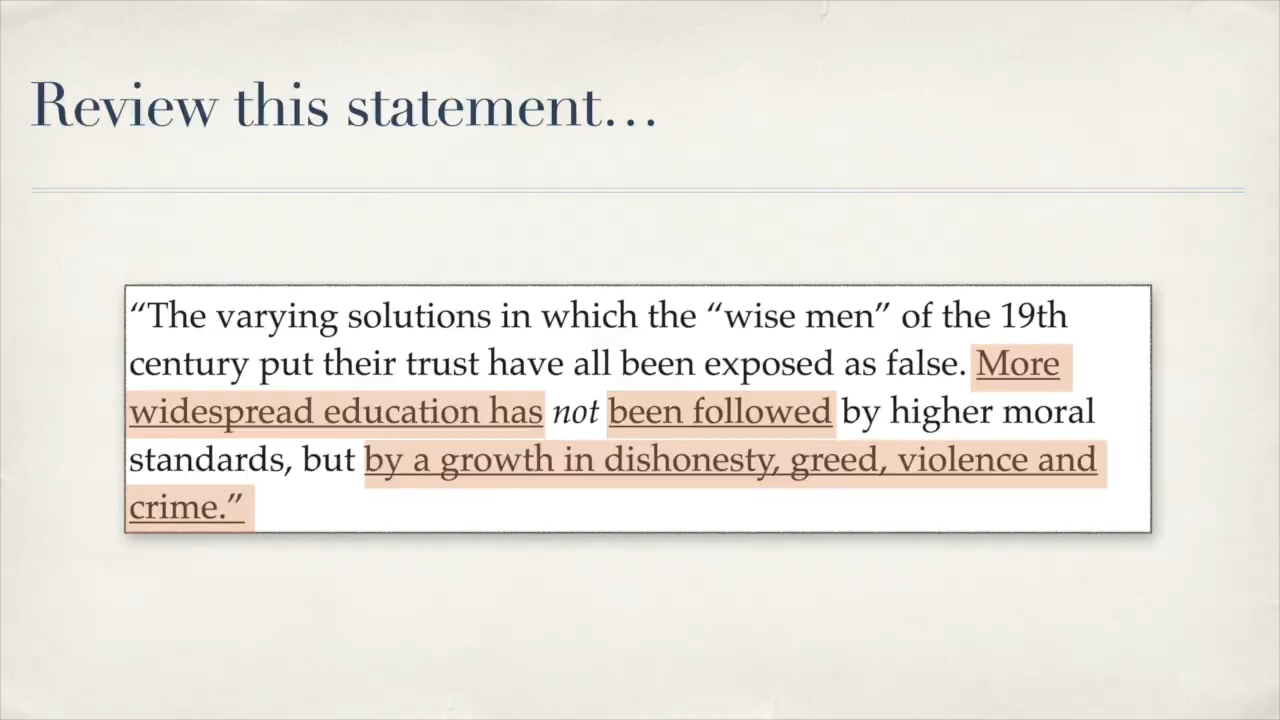 Review this statement…
“The varying solutions in which the “wise men” of the 19th
century put their trust have all been exposed as false. More
widespread education has not been followed by higher moral
standards, but by a growth in dishonesty, greed, violence and
crime.”